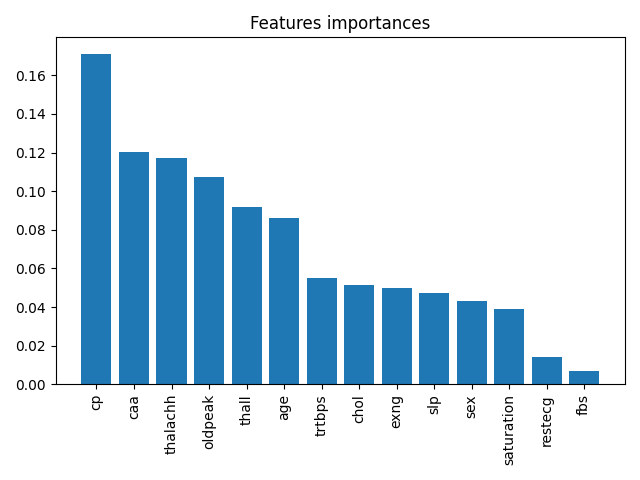 Features importances
0.16
0.14
0.12
0.10
0.08
0.06
0.04
0.02
0.00
cp
caa
thalachh
oldpeak
thall
age
trtbps
chol
exng
slp
sex
saturation
restecg
fbs